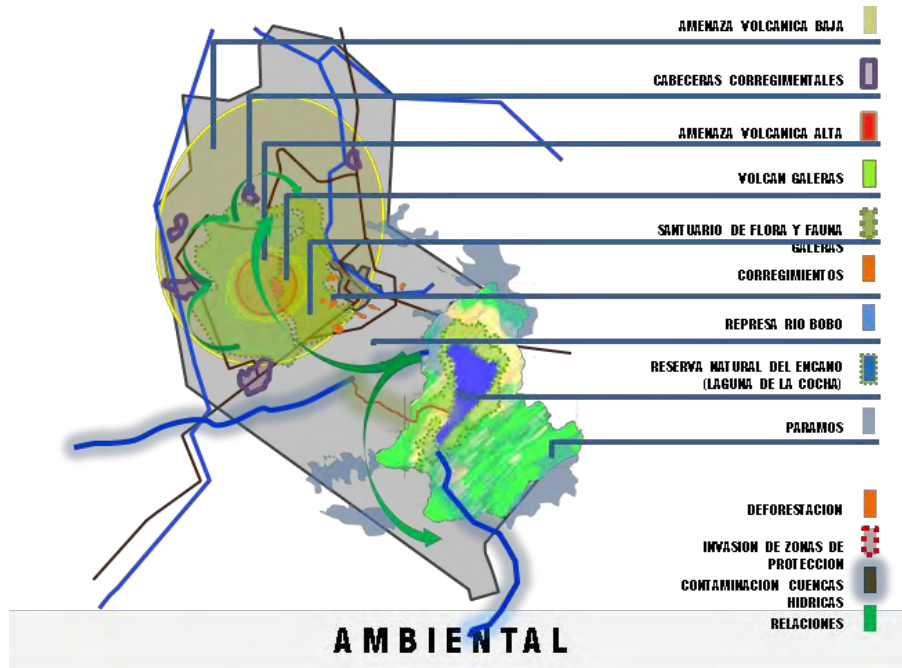 AMENAZA VOLCANICA BAJA
CABECERAS CORREGIMENTALES
AMENAZA VOLCANICA ALTA
VOLCAN GALERAS
SANTUARIO DE FLORA Y FAUNA
GALERAS
CORREGIMIENTOS
REPRESA RIO BOBO
RESERVA NATURAL DEL ENCANO
(LAGUNA DE LA COCHA)
PARAMOS
DEFORESTACION
INVASION DE ZONAS DE
PROTECCION
CONTAMINACION CUENCAS
HIDRICAS
RELACIONES
AMBIENTAL